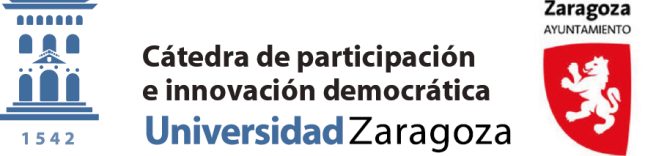 1542
Cátedra de participación
e innovación democrática
Universidad Zaragoza
Zaragoza
AYUNTAMIENTO